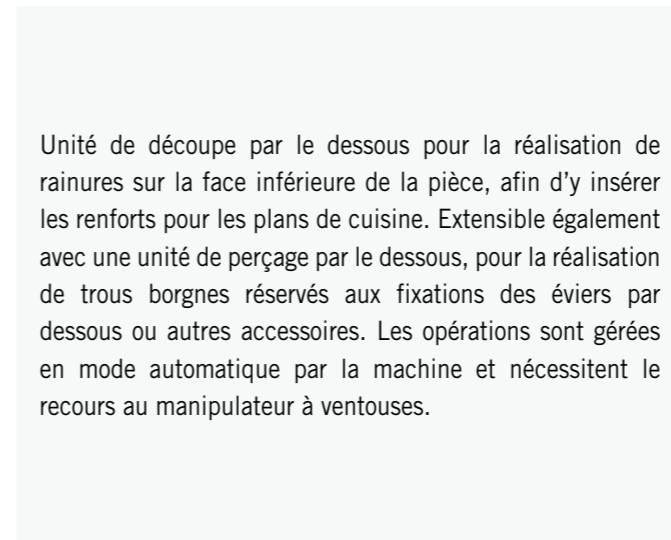 Unité de découpe par le dessous pour la réalisation de
rainures sur la face inférieure de la pièce, afin d’y insérer
les renforts pour les plans de cuisine. Extensible également
avec une unité de perçage par le dessous, pour la réalisation
de trous borgnes réservés aux fixations des éviers par
dessous ou autres accessoires. Les opérations sont gérées
en mode automatique par la machine et nécessitent le
recours au manipulateur à ventouses.